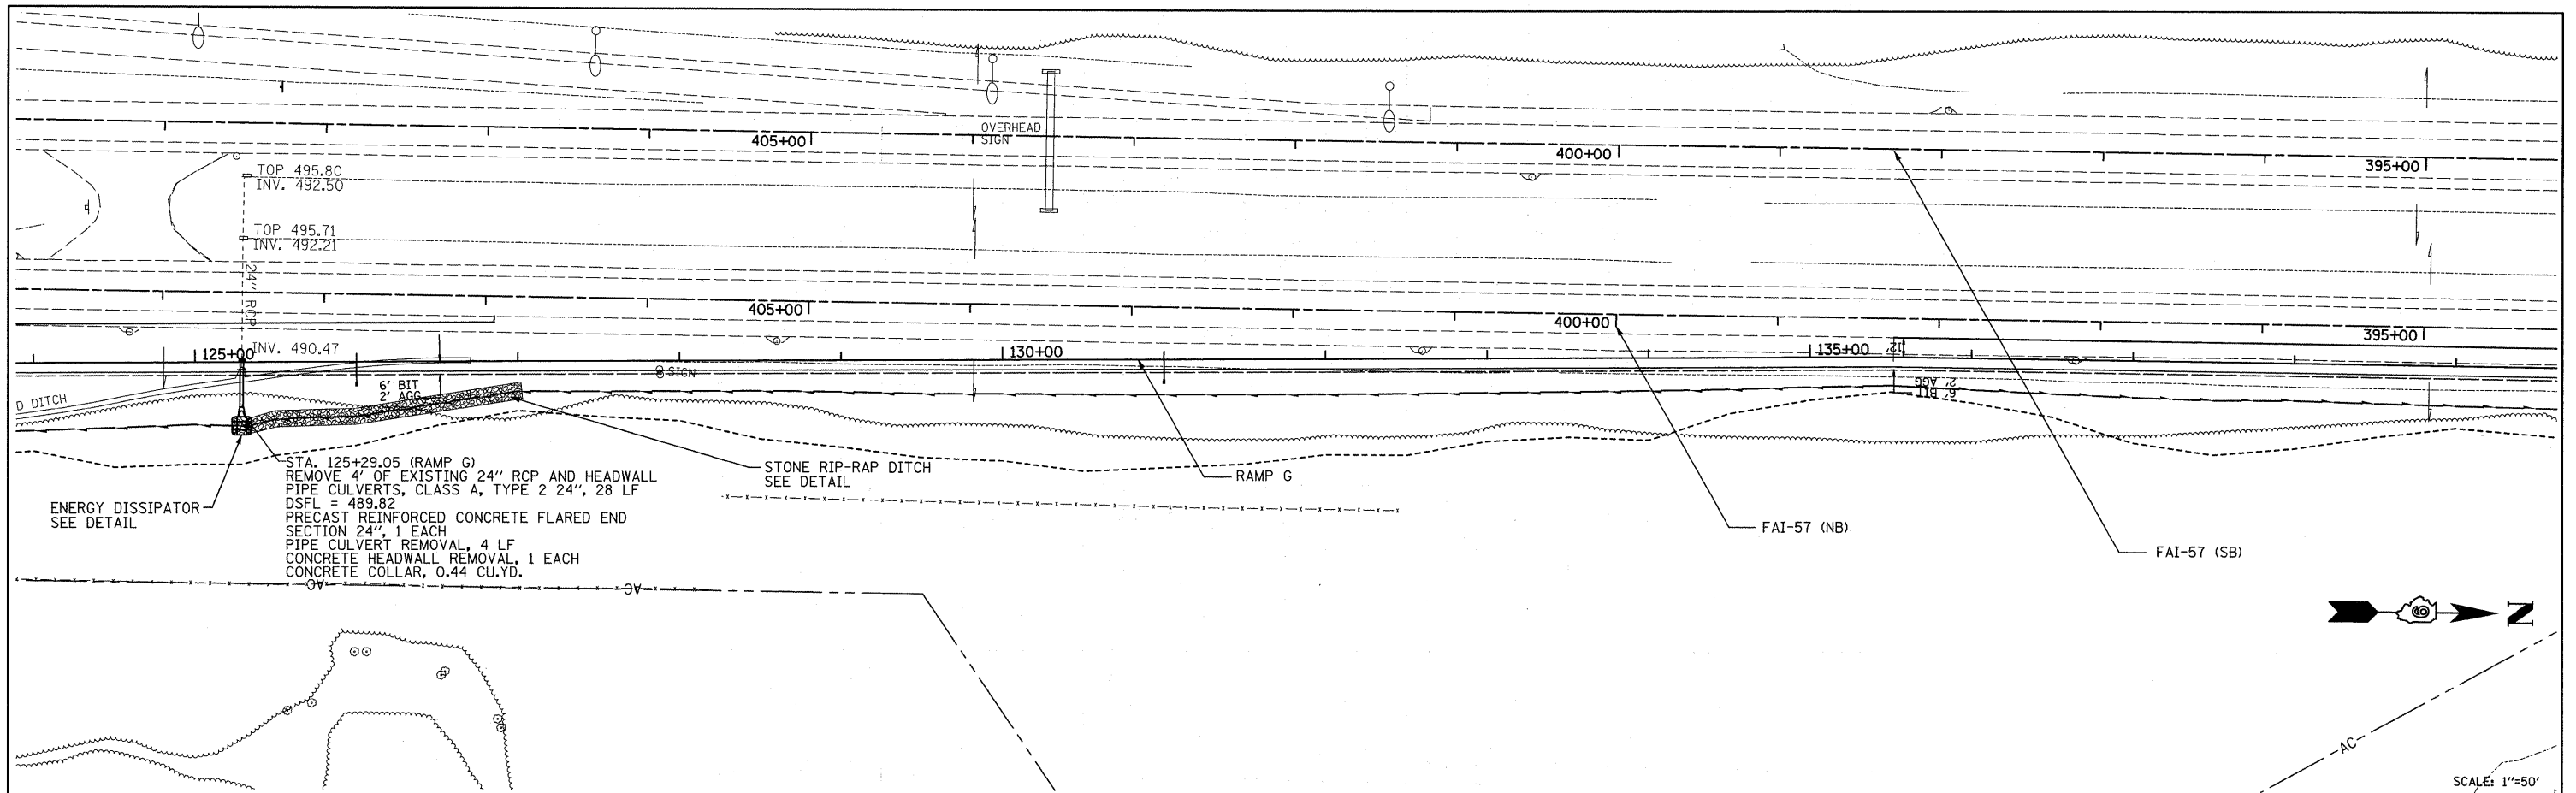 OVERHEAD
SIGN
405+00
400+00
395+00
TOP 495.80
INV. 492.50
TOP 495.71
INV. 492.21
24" RCP
405+00
400+00
395+00
INV. 490.47
125+00
130+00
135+00
12'
SIGN
6' BIT
2' AGG
6' BIT
2' AGG
D DITCH
STA. 125+29.05 (RAMP G)
REMOVE 4' OF EXISTING 24" RCP AND HEADWALL
PIPE CULVERTS, CLASS A, TYPE 2 24", 28 LF
DSFL = 489.82
PRECAST REINFORCED CONCRETE FLARED END
SECTION 24", 1 EACH
PIPE CULVERT REMOVAL, 4 LF
CONCRETE HEADWALL REMOVAL, 1 EACH
CONCRETE COLLAR, 0.44 CU.YD.
ENERGY DISSIPATOR
SEE DETAIL
STONE RIP-RAP DITCH
SEE DETAIL
RAMP G
FAI-57 (NB)
FAI-57 (SB)
AC
AC
AC
N
SCALE: 1"=50'